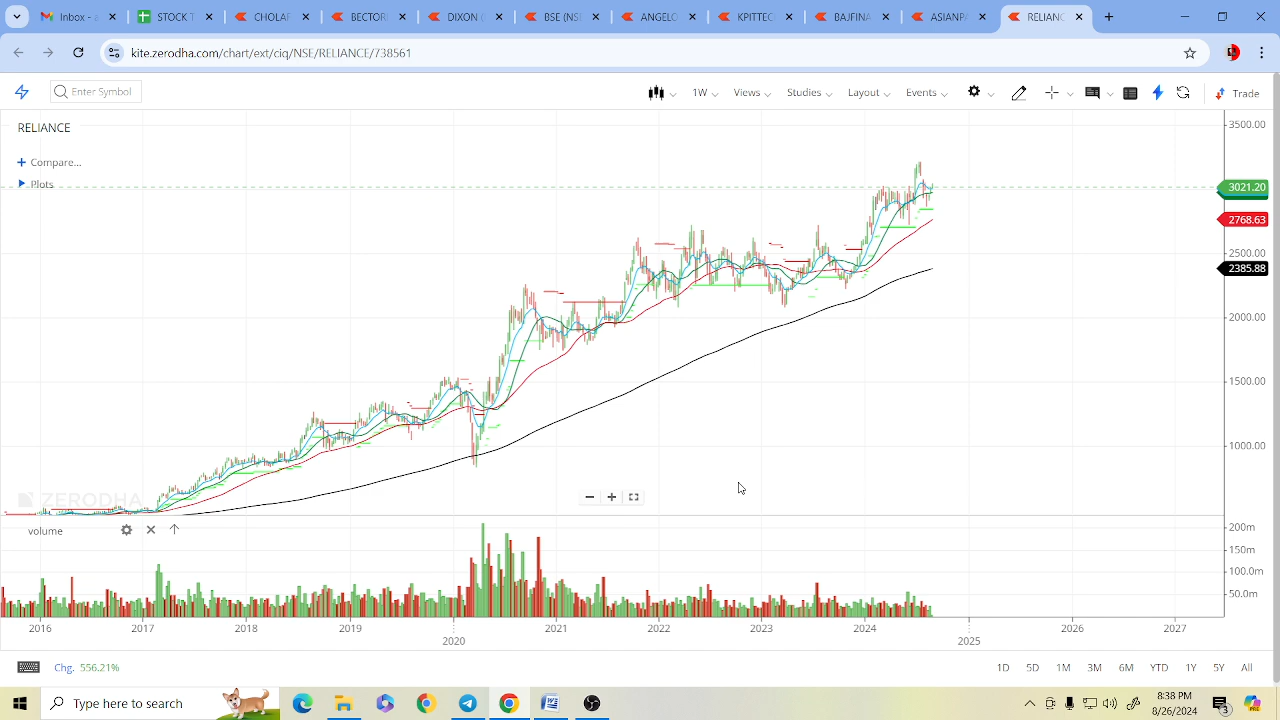 Inbox -
STOCK T
CHOLAF
BECTOR
DIXON (
BSE (ND
ANGELO
KPITTEC
BAJFINA
ASIANP
RELIANC
kite.zerodha.com/chart/ext/ciq/NSE/RELIANCE/738561
Enter Symbol
1W
Views
Studies
Layout
Events
Trade
RELIANCE
Compare...
Plots
3500.00
3021.20
2768.63
2500.00
2385.88
2000.00
1500.00
1000.00
ZERODHA
volume
200m
150m
100.0m
50.0m
2016 2017 2018 2019 2020 2021 2022 2023 2024 2025 2026 2027
Chg. 556.21%
1D 5D 1M 3M 6M YTD 1Y 5Y All
Type here to search
8:38 PM
8/26/2024
3